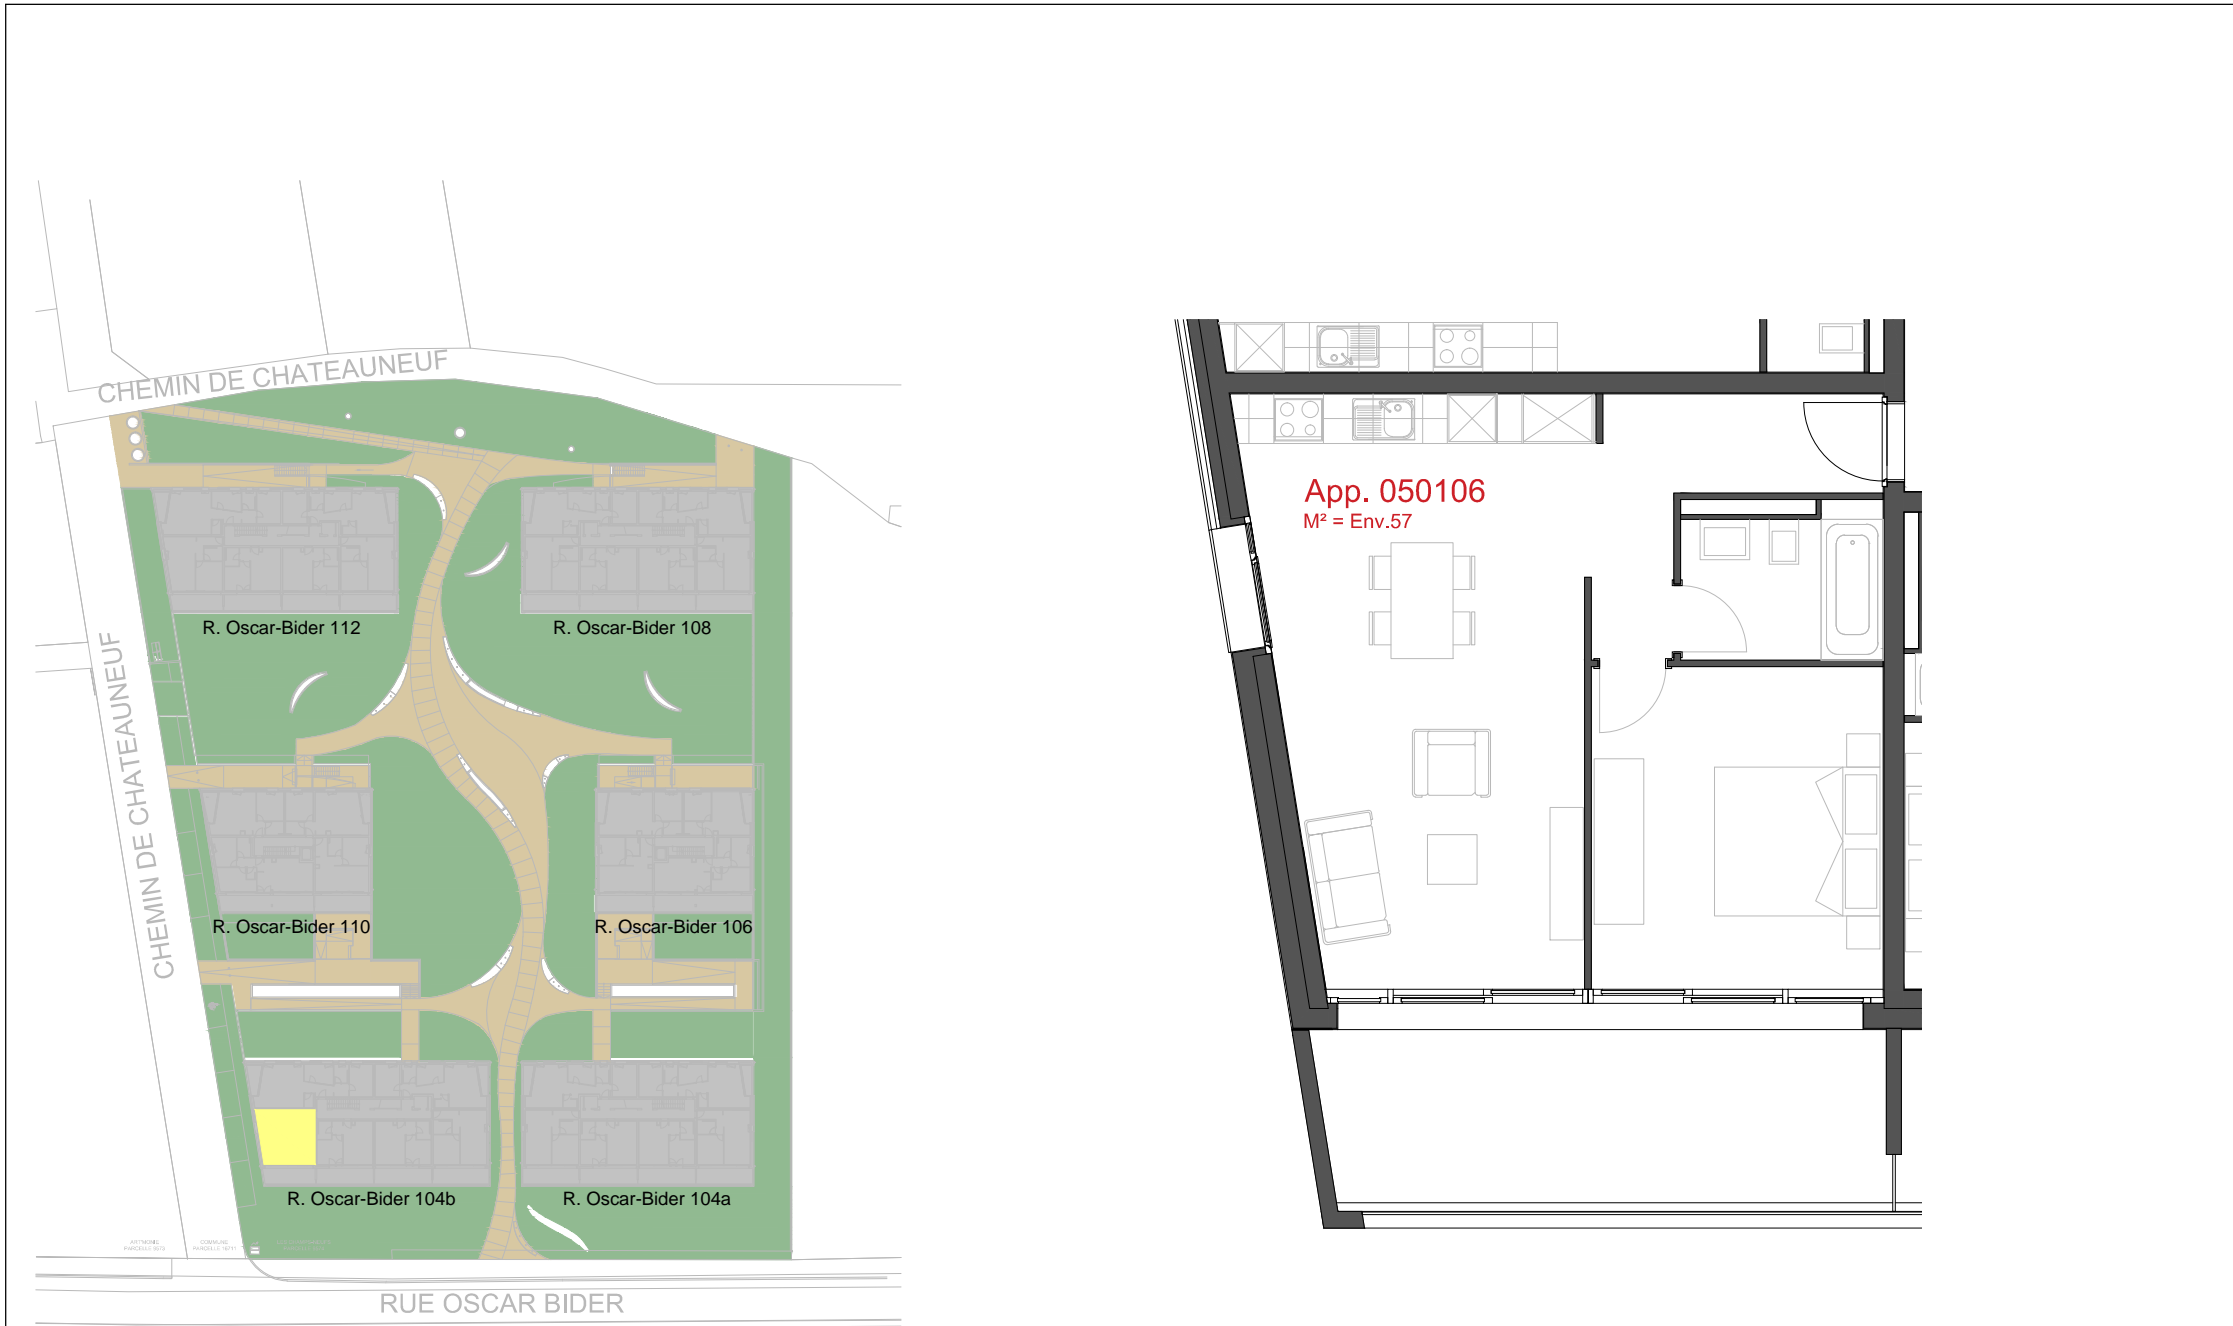 CHEMIN DE CHATEAUNEUF
CHEMIN DE CHATEAUNEUF
R. Oscar-Bider 112
R. Oscar-Bider 108
R. Oscar-Bider 110
R. Oscar-Bider 106
R. Oscar-Bider 104b
R. Oscar-Bider 104a
COMMUNE
RUE OSCAR BIDER
App. 050106
M² = Env.57